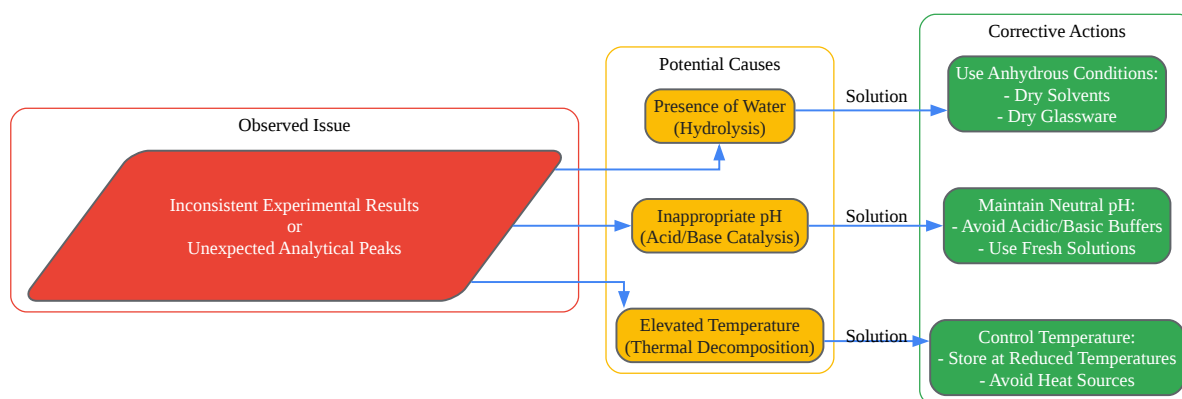 Observed Issue
Inconsistent Experimental Results
or
Unexpected Analytical Peaks
Potential Causes
Presence of Water
(Hydrolysis)
Inappropriate pH
(Acid/Base Catalysis)
Elevated Temperature
(Thermal Decomposition)
Solution
Solution
Solution
Corrective Actions
Use Anhydrous Conditions:
- Dry Solvents
- Dry Glassware
Maintain Neutral pH:
- Avoid Acidic/Basic Buffers
- Use Fresh Solutions
Control Temperature:
- Store at Reduced Temperatures
- Avoid Heat Sources